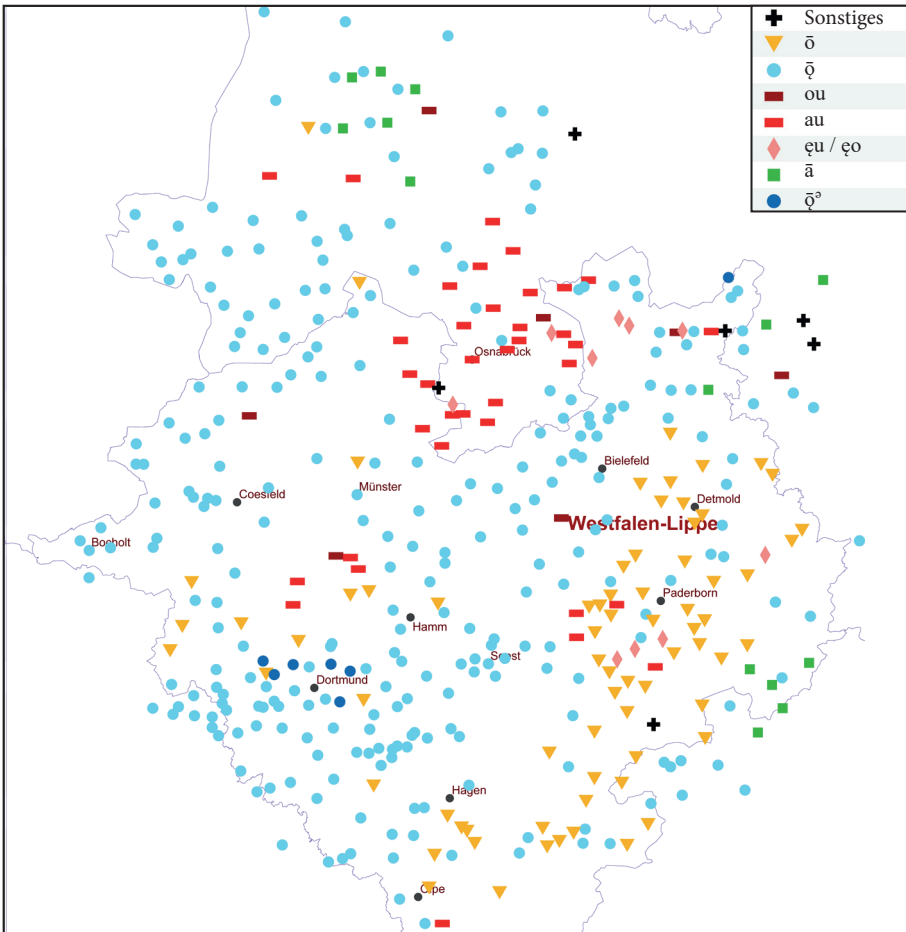 Sonstiges
ō
ǭ
ou
au
ęu / ęo
ā
ǭᵊ
Osnabrück
Bielefeld
Münster
Coesfeld
Detmold
Westfalen-Lippe
Bocholt
Paderborn
Hamm
Soest
Dortmund
Hagen
Olpe